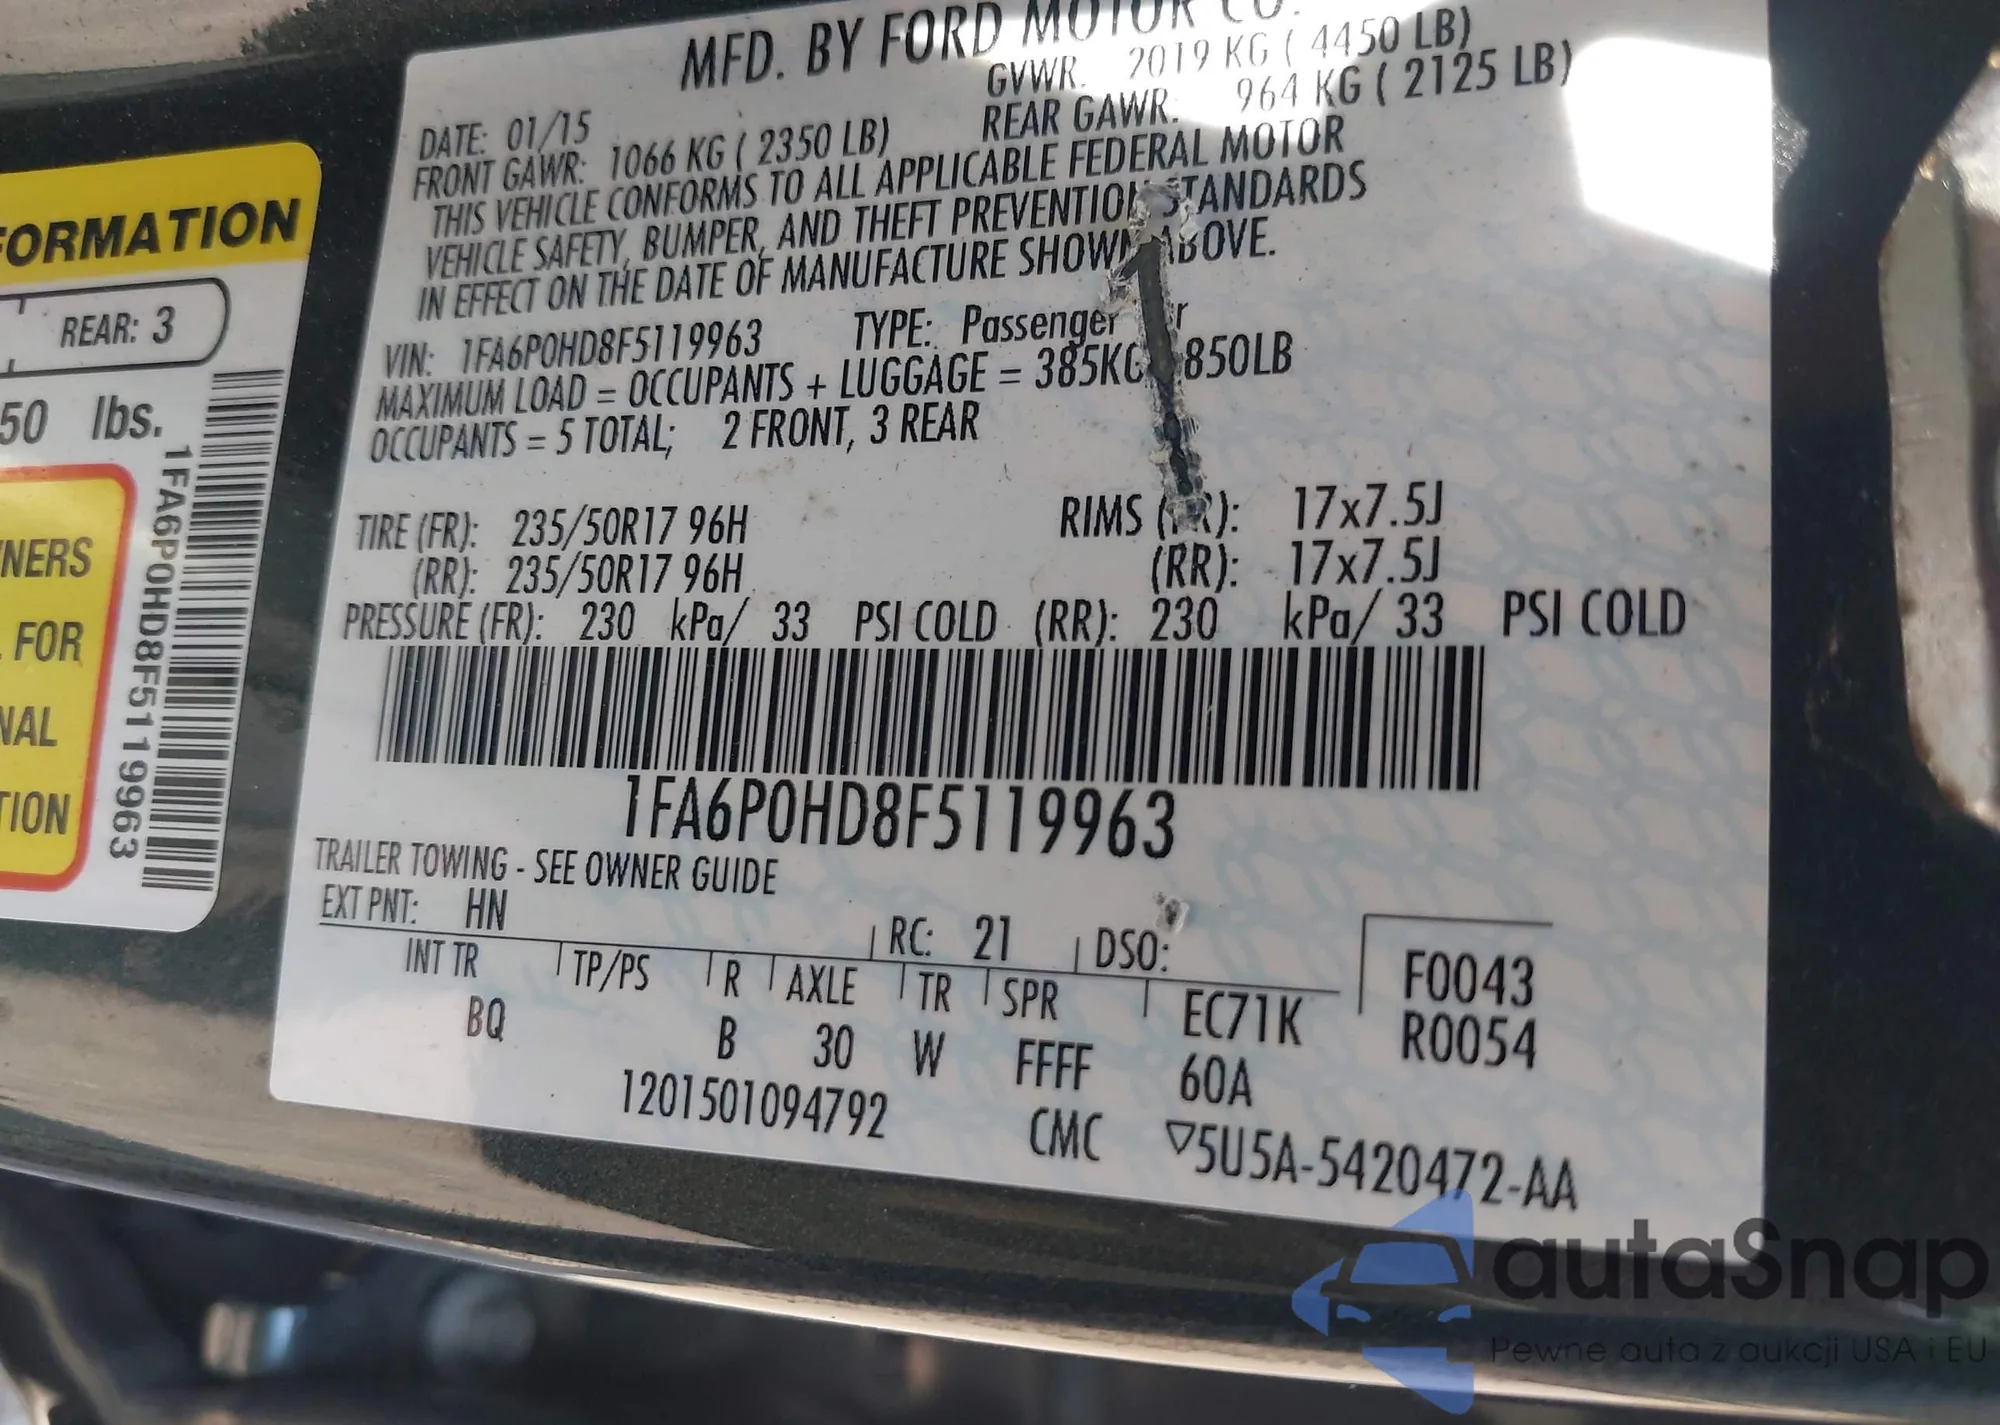 FORMATION
REAR: 3
50 lbs.
NERS
FOR
NAL
TION
1FA6P0HD8F5119963
MFD. BY FORD MOTOR CO.
DATE: 01/15 GVWR. 2019 KG ( 4450 LB)
FRONT GAWR: 1066 KG ( 2350 LB) REAR GAWR: 964 KG ( 2125 LB)
THIS VEHICLE CONFORMS TO ALL APPLICABLE FEDERAL MOTOR
VEHICLE SAFETY, BUMPER, AND THEFT PREVENTION STANDARDS
IN EFFECT ON THE DATE OF MANUFACTURE SHOWN ABOVE.
VIN: 1FA6P0HD8F5119963 TYPE: Passenger
MAXIMUM LOAD = OCCUPANTS + LUGGAGE = 385KG 850LB
OCCUPANTS = 5 TOTAL; 2 FRONT, 3 REAR
TIRE (FR): 235/50R17 96H RIMS (FR): 17x7.5J
(RR): 235/50R17 96H (RR): 17x7.5J
PRESSURE (FR): 230 kPa/ 33 PSI COLD (RR): 230 kPa/ 33 PSI COLD
1FA6P0HD8F5119963
TRAILER TOWING - SEE OWNER GUIDE
EXT PNT: HN RC: 21 DSO:
INT TR TP/PS R AXLE TR SPR EC71K F0043
BQ B 30 W FFFF 60A R0054
1201501094792 CMC ▽5U5A-5420472-AA
autaSnap
Pewne auta z aukcji USA i EU